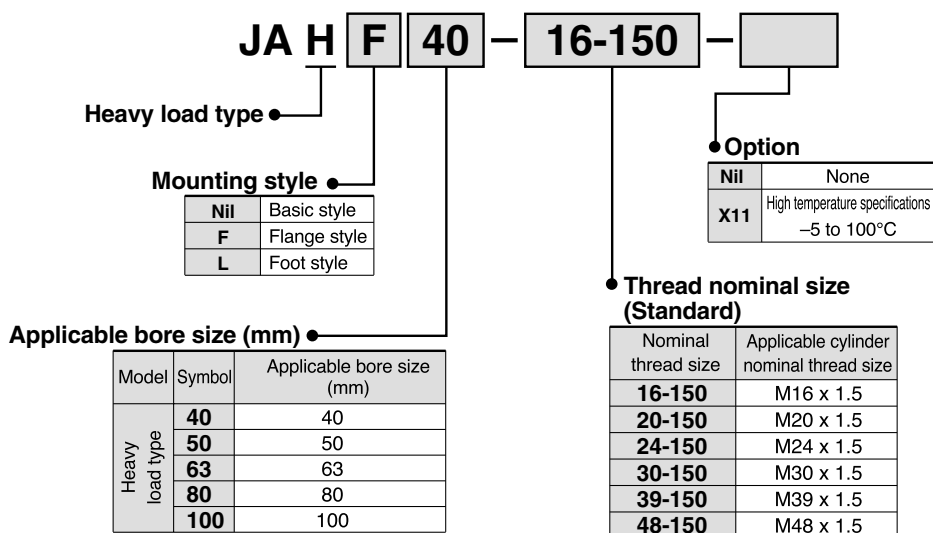 JA H F 40 – 16-150 –
Heavy load type
Option
Nil None
X11 High temperature specifications
–5 to 100°C
Mounting style
Nil Basic style
F Flange style
L Foot style
Thread nominal size
(Standard)
Nominal
thread size
Applicable cylinder
nominal thread size
16-150 M16 x 1.5
20-150 M20 x 1.5
24-150 M24 x 1.5
30-150 M30 x 1.5
39-150 M39 x 1.5
48-150 M48 x 1.5
Applicable bore size (mm)
Model Symbol Applicable bore size
(mm)
Heavy
load type
40 40
50 50
63 63
80 80
100 100